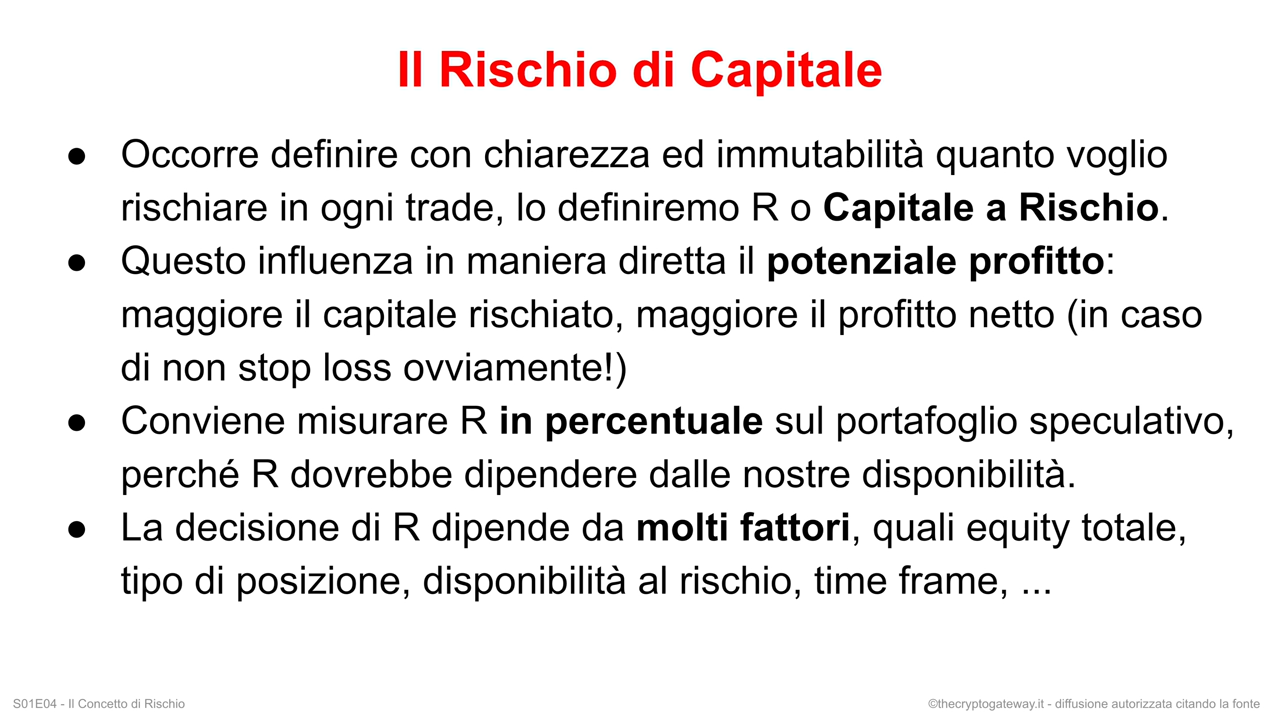 Il Rischio di Capitale
● Occorre definire con chiarezza ed immutabilità quanto voglio
rischiare in ogni trade, lo definiremo R o Capitale a Rischio.
● Questo influenza in maniera diretta il potenziale profitto:
maggiore il capitale rischiato, maggiore il profitto netto (in caso
di non stop loss ovviamente!)
● Conviene misurare R in percentuale sul portafoglio speculativo,
perché R dovrebbe dipendere dalle nostre disponibilità.
● La decisione di R dipende da molti fattori, quali equity totale,
tipo di posizione, disponibilità al rischio, time frame, ...
S01E04 - Il Concetto di Rischio
©thecryptogateway.it - diffusione autorizzata citando la fonte